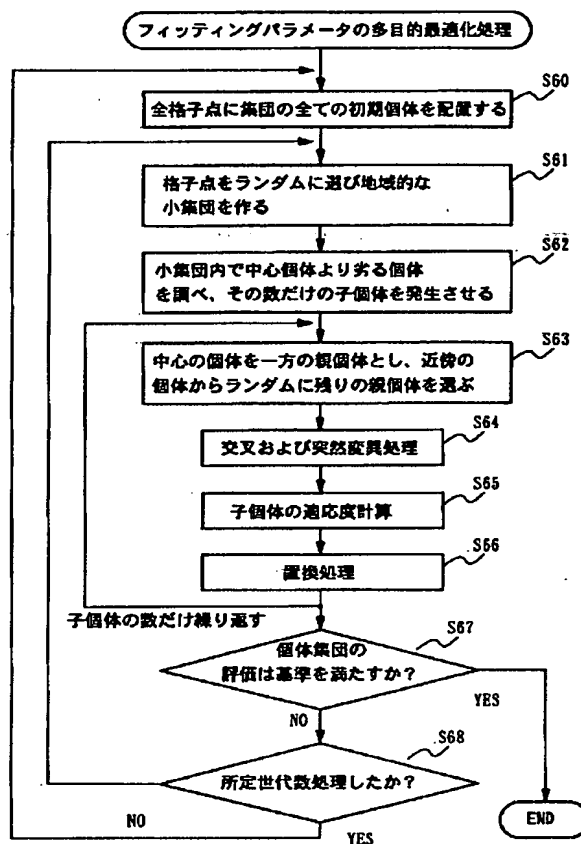 フィッティングパラメータの多目的最適化処理
S60
全格子点に集団の全ての初期個体を配置する
S61
格子点をランダムに選び地域的な
小集団を作る
S62
小集団内で中心個体より劣る個体
を調べ、その数だけの子個体を発生させる
S63
中心の個体を一方の親個体とし、近傍の
個体からランダムに残りの親個体を選ぶ
S64
交叉および突然変異処理
S65
子個体の適応度計算
S66
置換処理
子個体の数だけ繰り返す
S67
個体集団の
評価は基準を満たすか?
YES
NO
S68
所定世代数処理したか?
NO
YES
END